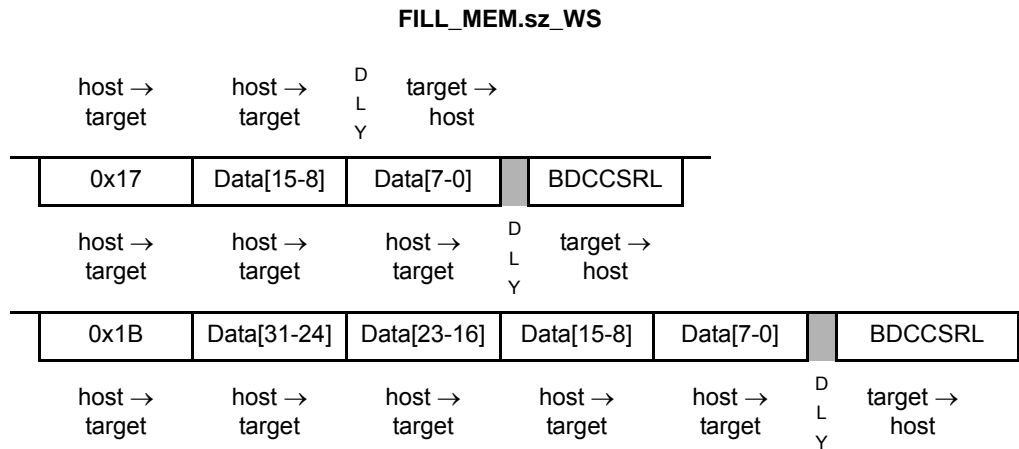 FILL_MEM.sz_WS
host → host → D target →
target target L host
Y
0x17 Data[15-8] Data[7-0] BDCCSRL
host → host → host → D target →
target target target L host
Y
0x1B Data[31-24] Data[23-16] Data[15-8] Data[7-0] BDCCSRL
host → host → host → host → host → D target →
target target target target target L host
Y